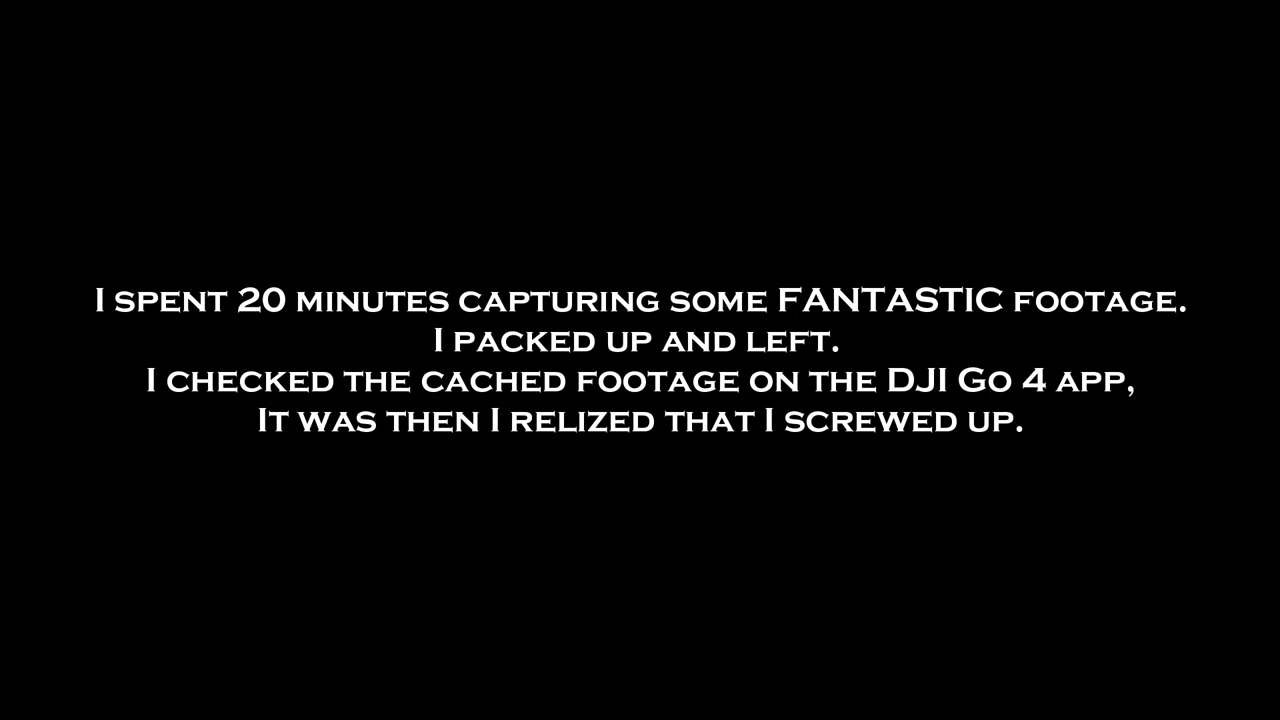 I spent 20 minutes capturing some FANTASTIC footage.
I packed up and left.
I checked the cached footage on the DJI Go 4 app,
It was then I relized that I screwed up.